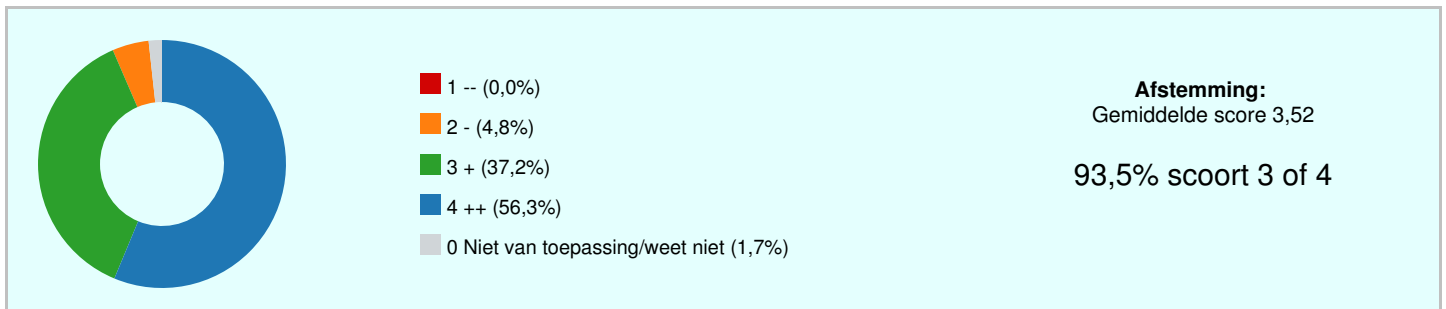 1 -- (0,0%)
2 - (4,8%)
3 + (37,2%)
4 ++ (56,3%)
0 Niet van toepassing/weet niet (1,7%)
Afstemming:
Gemiddelde score 3,52
93,5% scoort 3 of 4